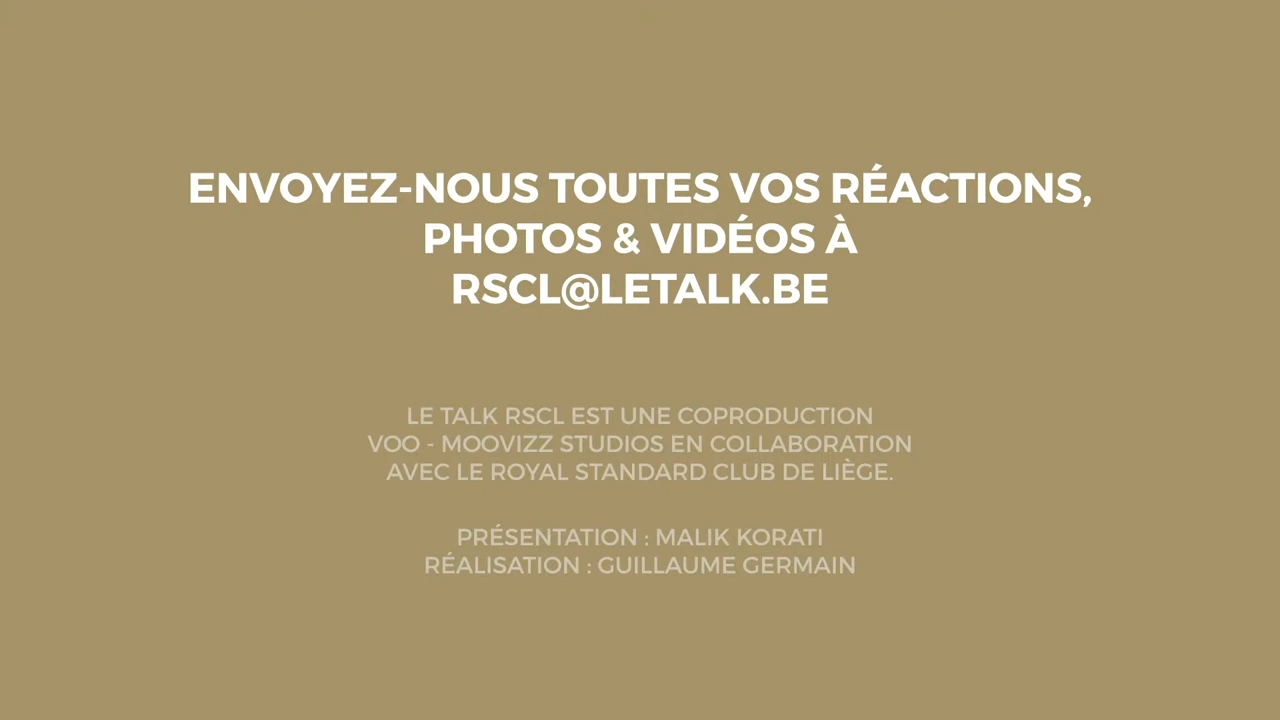 ENVOYEZ-NOUS TOUTES VOS RÉACTIONS,
PHOTOS & VIDÉOS À
RSCL@LETALK.BE
LE TALK RSCL EST UNE COPRODUCTION
VOO - MOOVIZZ STUDIOS EN COLLABORATION
AVEC LE ROYAL STANDARD CLUB DE LIÈGE.
PRÉSENTATION : MALIK KORATI
RÉALISATION : GUILLAUME GERMAIN